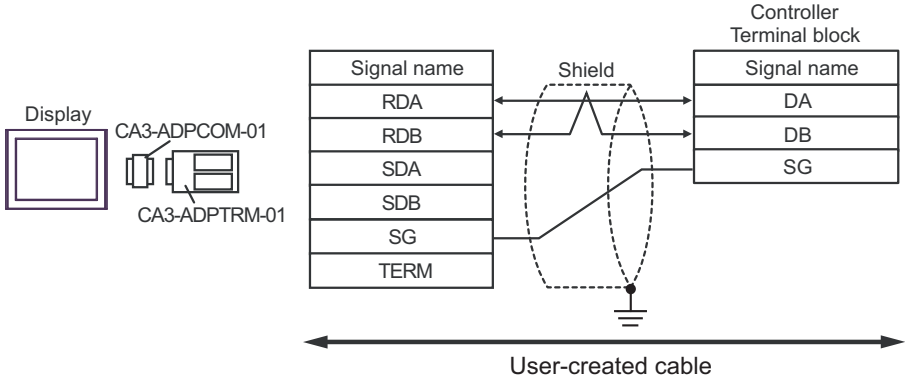 Display
CA3-ADPCOM-01
CA3-ADPTRM-01
Signal name
RDA
RDB
SDA
SDB
SG
TERM
Shield
Controller
Terminal block
Signal name
DA
DB
SG
User-created cable